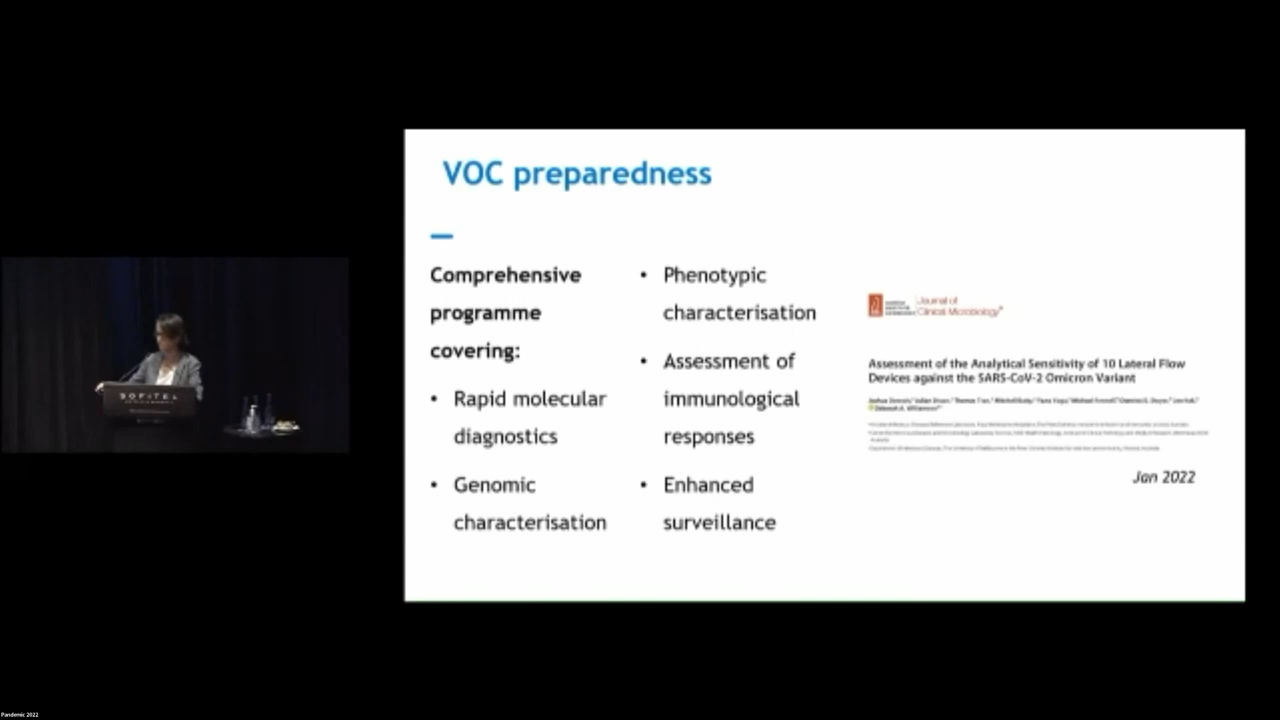 VOC preparedness
Comprehensive
programme
covering:
• Rapid molecular
diagnostics
• Genomic
characterisation
• Phenotypic
characterisation
• Assessment of
immunological
responses
• Enhanced
surveillance
Journal of
Clinical Microbiology
Assessment of the Analytical Sensitivity of 10 Lateral Flow
Devices against the SARS-CoV-2 Omicron Variant
Jan 2022
SOFITEL
Pandemic 2022